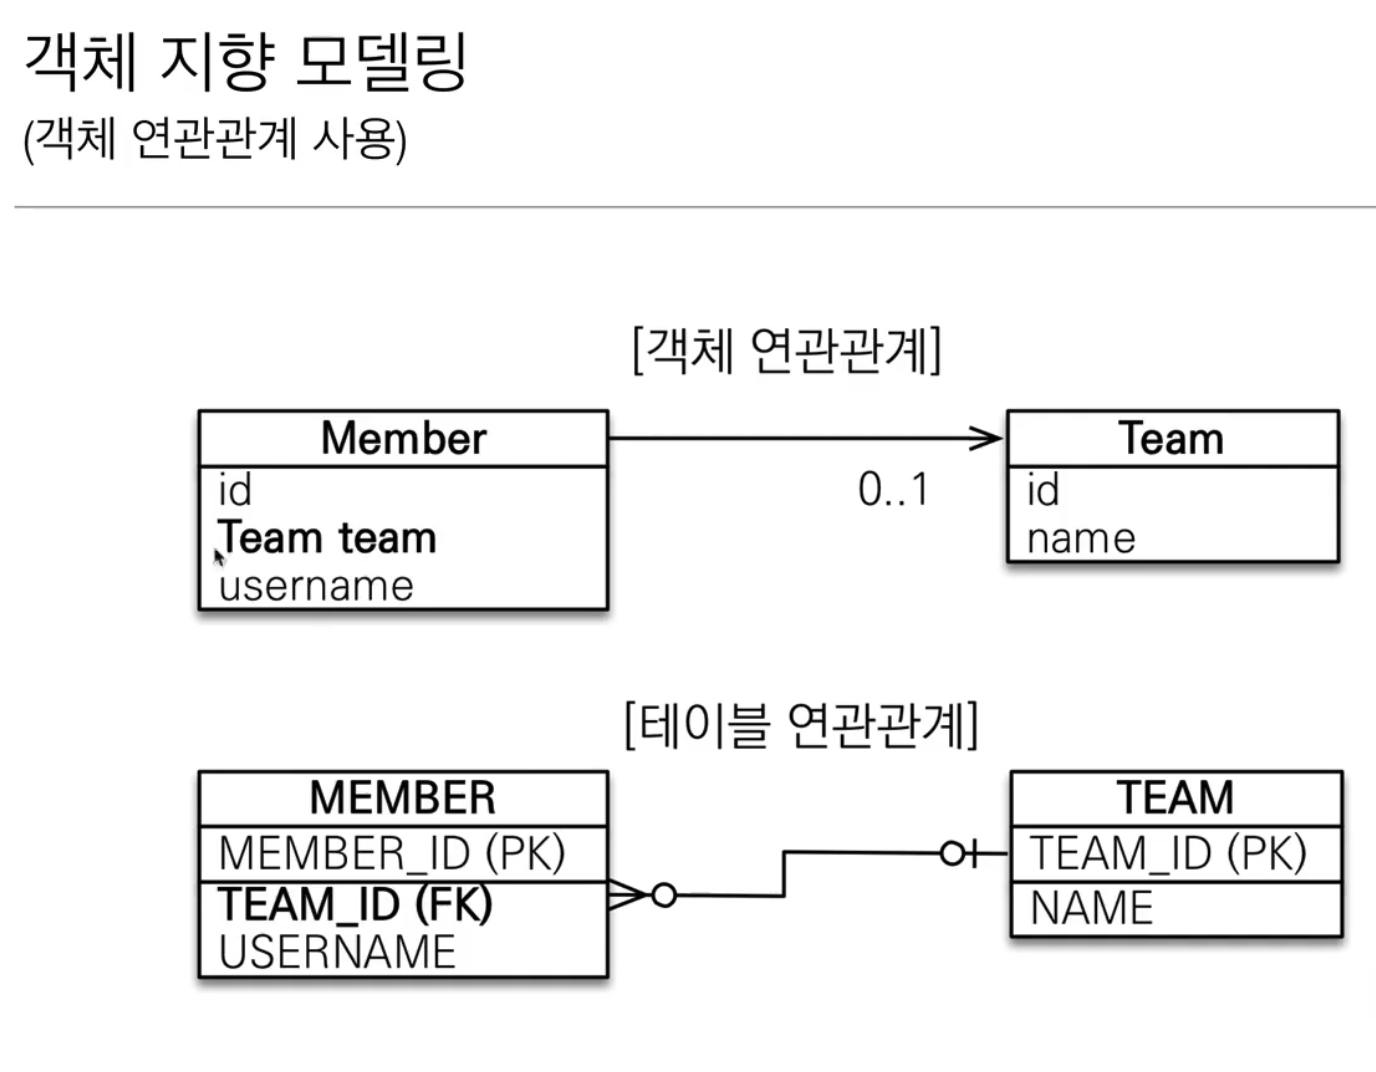 객체 지향 모델링
(객체 연관관계 사용)
[객체 연관관계]
Member
id
Team team
username
0..1
Team
id
name
[테이블 연관관계]
MEMBER
MEMBER_ID (PK)
TEAM_ID (FK)
USERNAME
TEAM
TEAM_ID (PK)
NAME